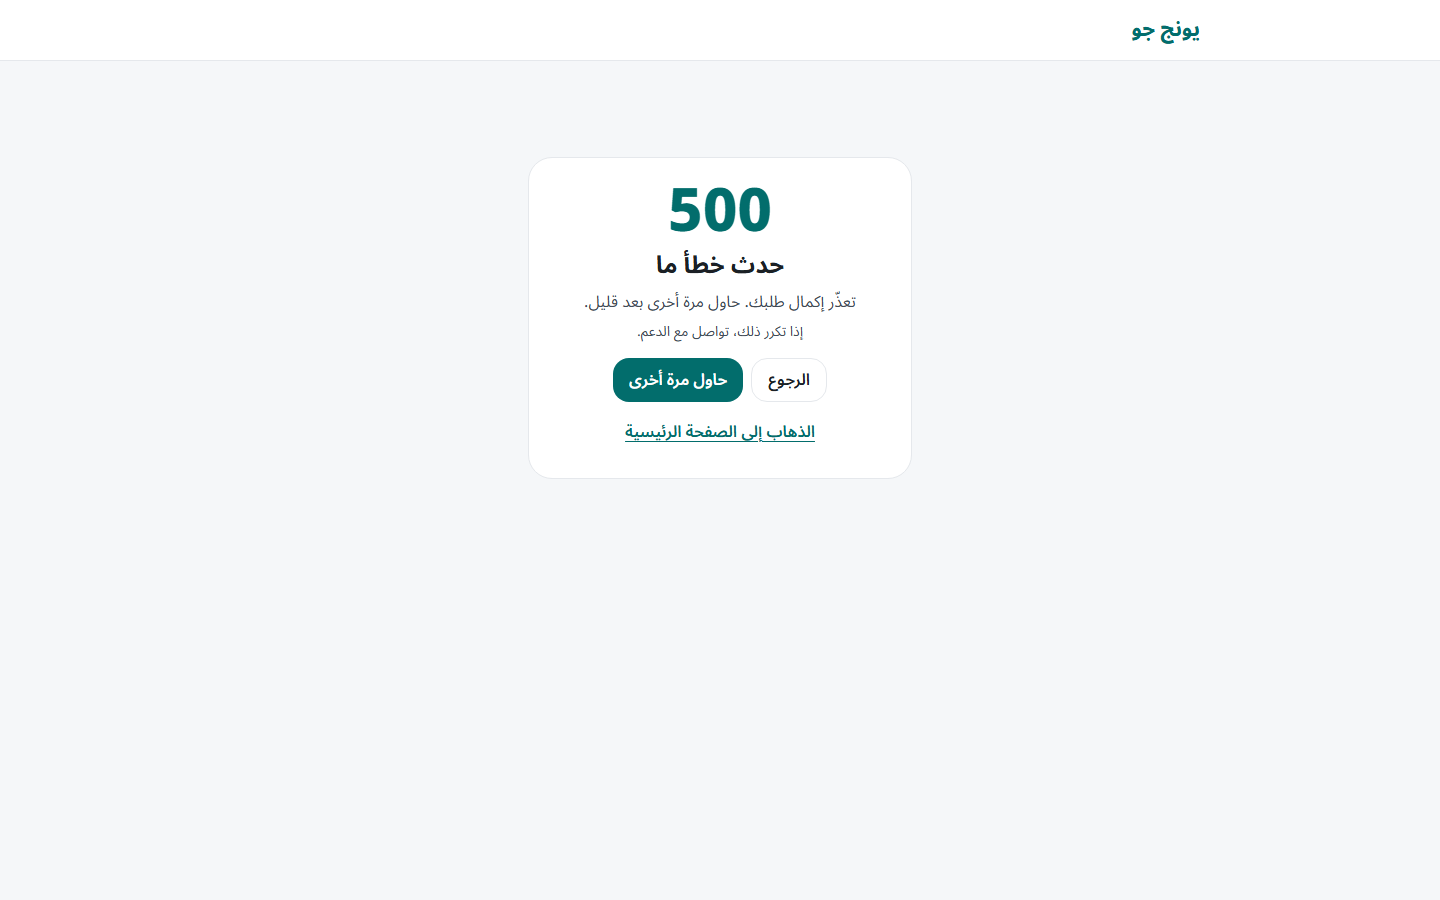 يونج جو
500
حدث خطأ ما
تعذّر إكمال طلبك. حاول مرة أخرى بعد قليل.
إذا تكرر ذلك، تواصل مع الدعم.
الرجوع
حاول مرة أخرى
الذهاب إلى الصفحة الرئيسية